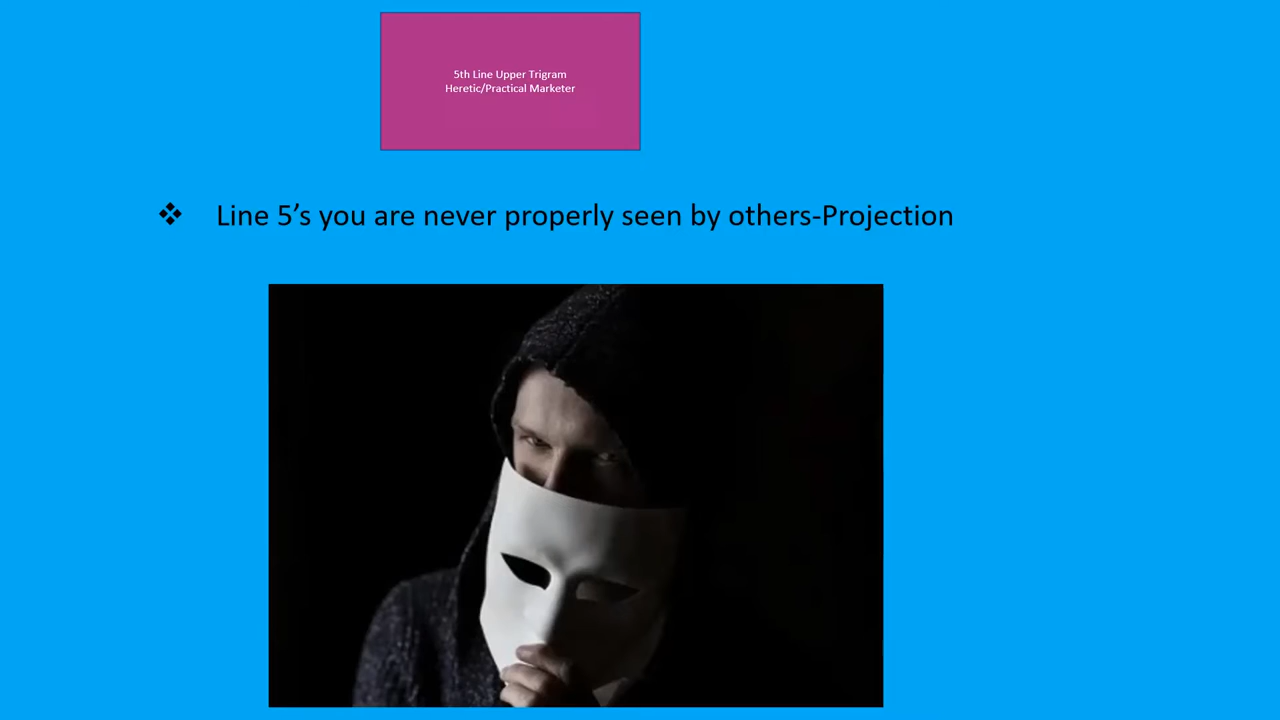 5th Line Upper Trigram
Heretic/Practical Marketer
❖ Line 5’s you are never properly seen by others-Projection